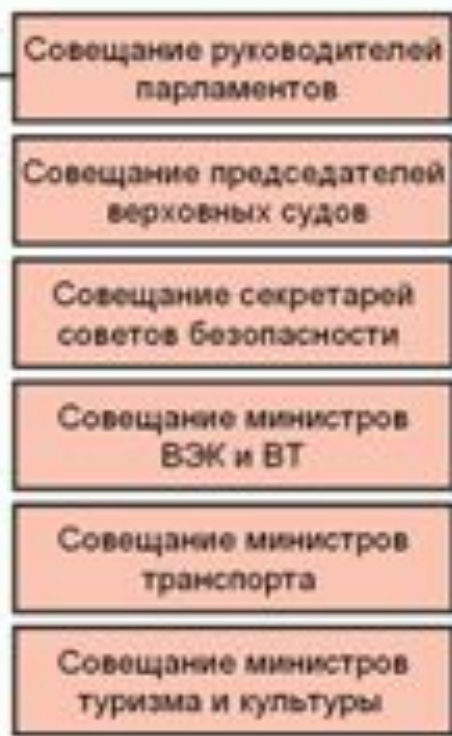 Совещание руководителей
парламентов
Совещание председателей
верховных судов
Совещание секретарей
советов безопасности
Совещание министров
ВЭК и ВТ
Совещание министров
транспорта
Совещание министров
туризма и культуры